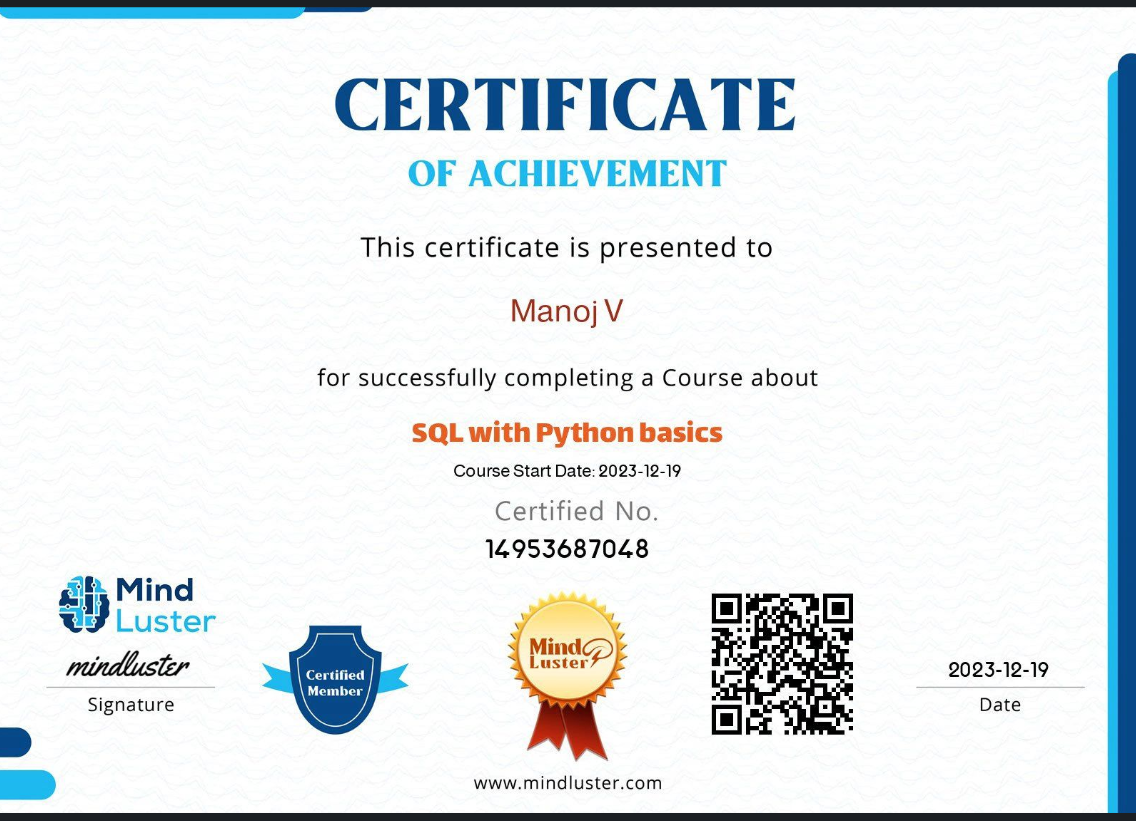 CERTIFICATE
OF ACHIEVEMENT
This certificate is presented to
Manoj V
for successfully completing a Course about
SQL with Python basics
Course Start Date: 2023-12-19
Certified No.
14953687048
Mind
Luster
mindluster
Signature
Certified
Member
Mind
Luster
2023-12-19
Date
www.mindluster.com